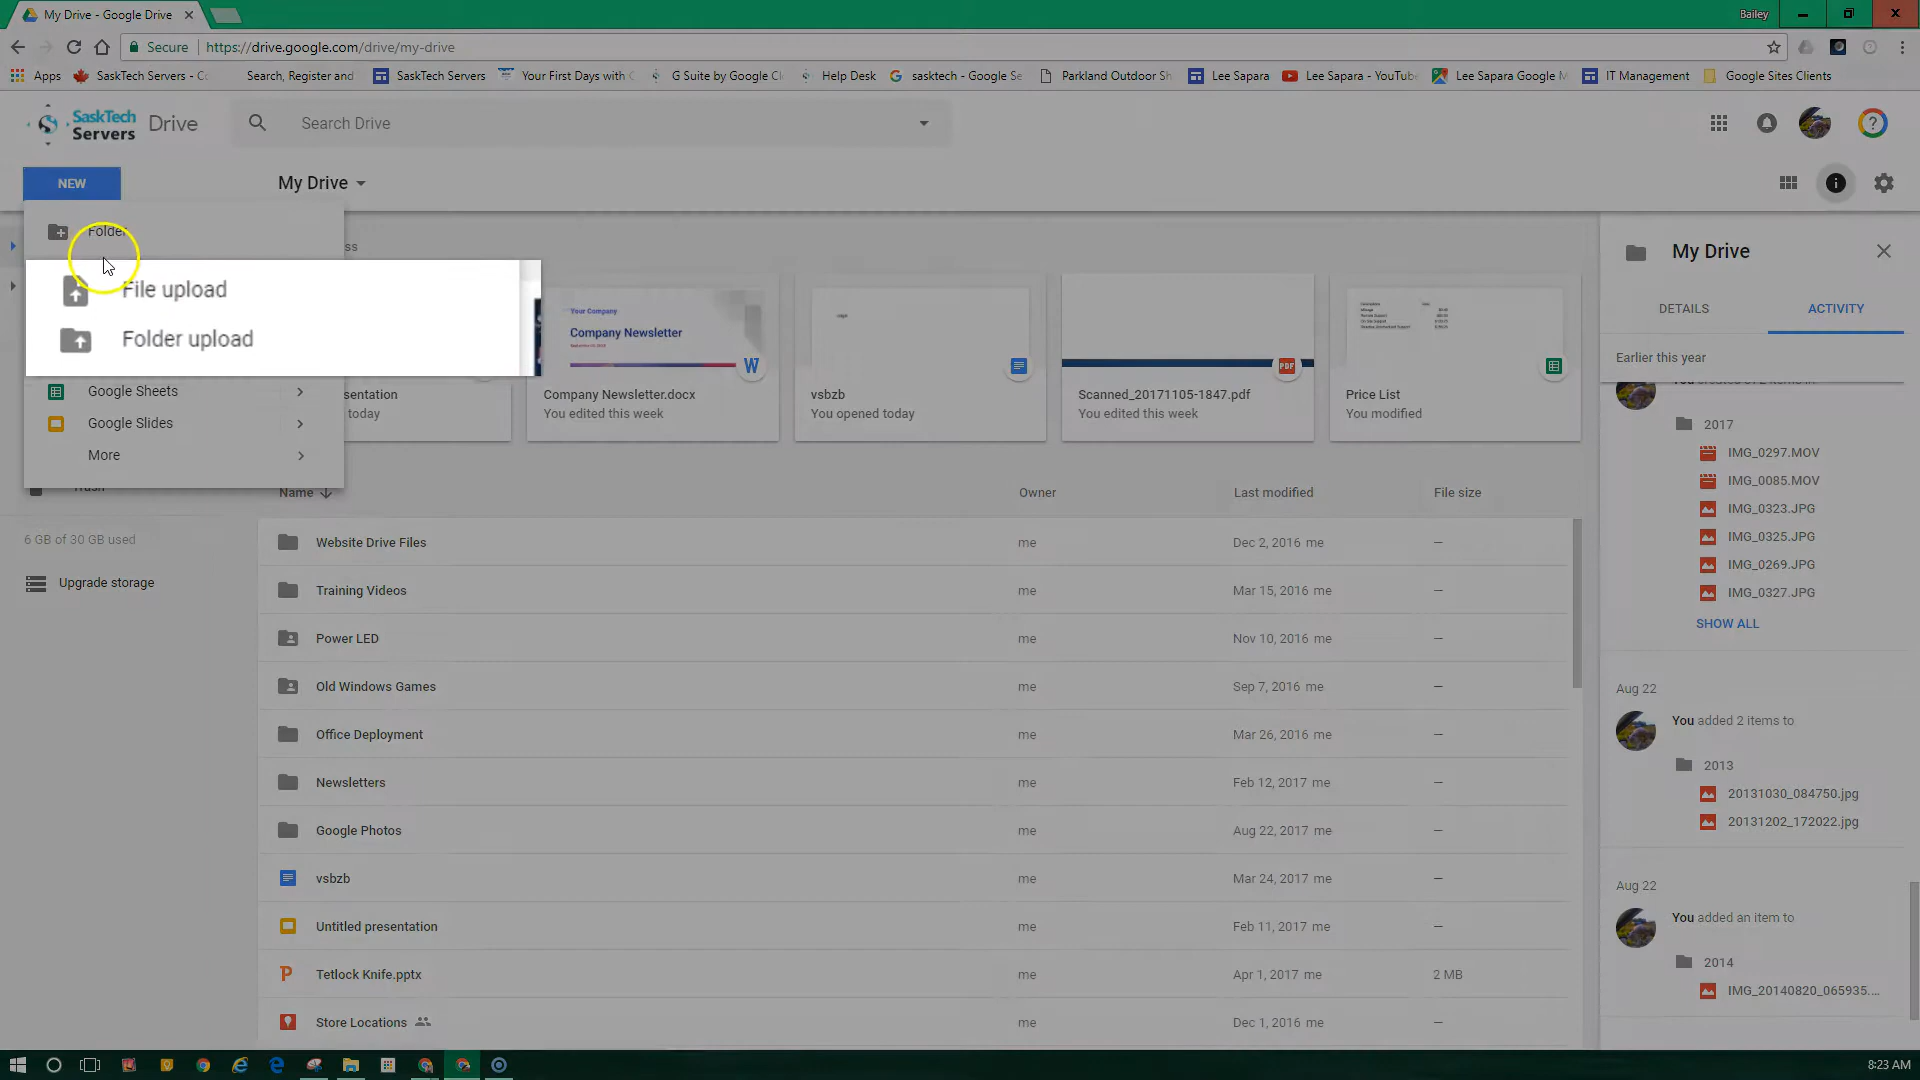 My Drive - Google Drive
Bailey
Secure
https://drive.google.com/drive/my-drive
Apps
SaskTech Servers - Co
Search, Register and
SaskTech Servers
Your First Days with
G Suite by Google Cl
Help Desk
sasktech - Google Se
Parkland Outdoor Sh
Lee Sapara
Lee Sapara - YouTube
Lee Sapara Google M
IT Management
Google Sites Clients
SaskTech
Servers
Drive
Search Drive
NEW
My Drive
Folder
ss
File upload
Folder upload
Google Sheets
Google Slides
More
Trash
6 GB of 30 GB used
Upgrade storage
sentation
today
Your Company
Company Newsletter
Company Newsletter.docx
You edited this week
W
vsbzb
You opened today
PDF
Scanned_20171105-1847.pdf
You edited this week
Price List
You modified
Name
Owner
Last modified
File size
Website Drive Files
me
Dec 2, 2016 me
—
Training Videos
me
Mar 15, 2016 me
—
Power LED
me
Nov 10, 2016 me
—
Old Windows Games
me
Sep 7, 2016 me
—
Office Deployment
me
Mar 26, 2016 me
—
Newsletters
me
Feb 12, 2017 me
—
Google Photos
me
Aug 22, 2017 me
—
vsbzb
me
Mar 24, 2017 me
—
Untitled presentation
me
Feb 11, 2017 me
—
P
Tetlock Knife.pptx
me
Apr 1, 2017 me
2 MB
Store Locations
me
Dec 1, 2016 me
—
My Drive
DETAILS
ACTIVITY
Earlier this year
2017
IMG_0297.MOV
IMG_0085.MOV
IMG_0323.JPG
IMG_0325.JPG
IMG_0269.JPG
IMG_0327.JPG
SHOW ALL
Aug 22
You added 2 items to
2013
20131030_084750.jpg
20131202_172022.jpg
Aug 22
You added an item to
2014
IMG_20140820_065935....
8:23 AM